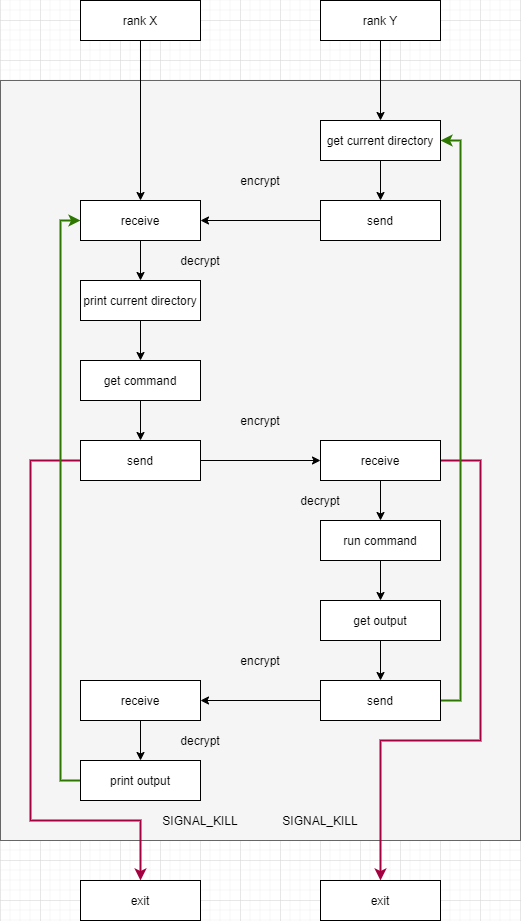 rank X
rank Y
get current directory
encrypt
receive
send
decrypt
print current directory
get command
encrypt
send
receive
decrypt
run command
get output
encrypt
receive
send
decrypt
print output
SIGNAL_KILL
SIGNAL_KILL
exit
exit